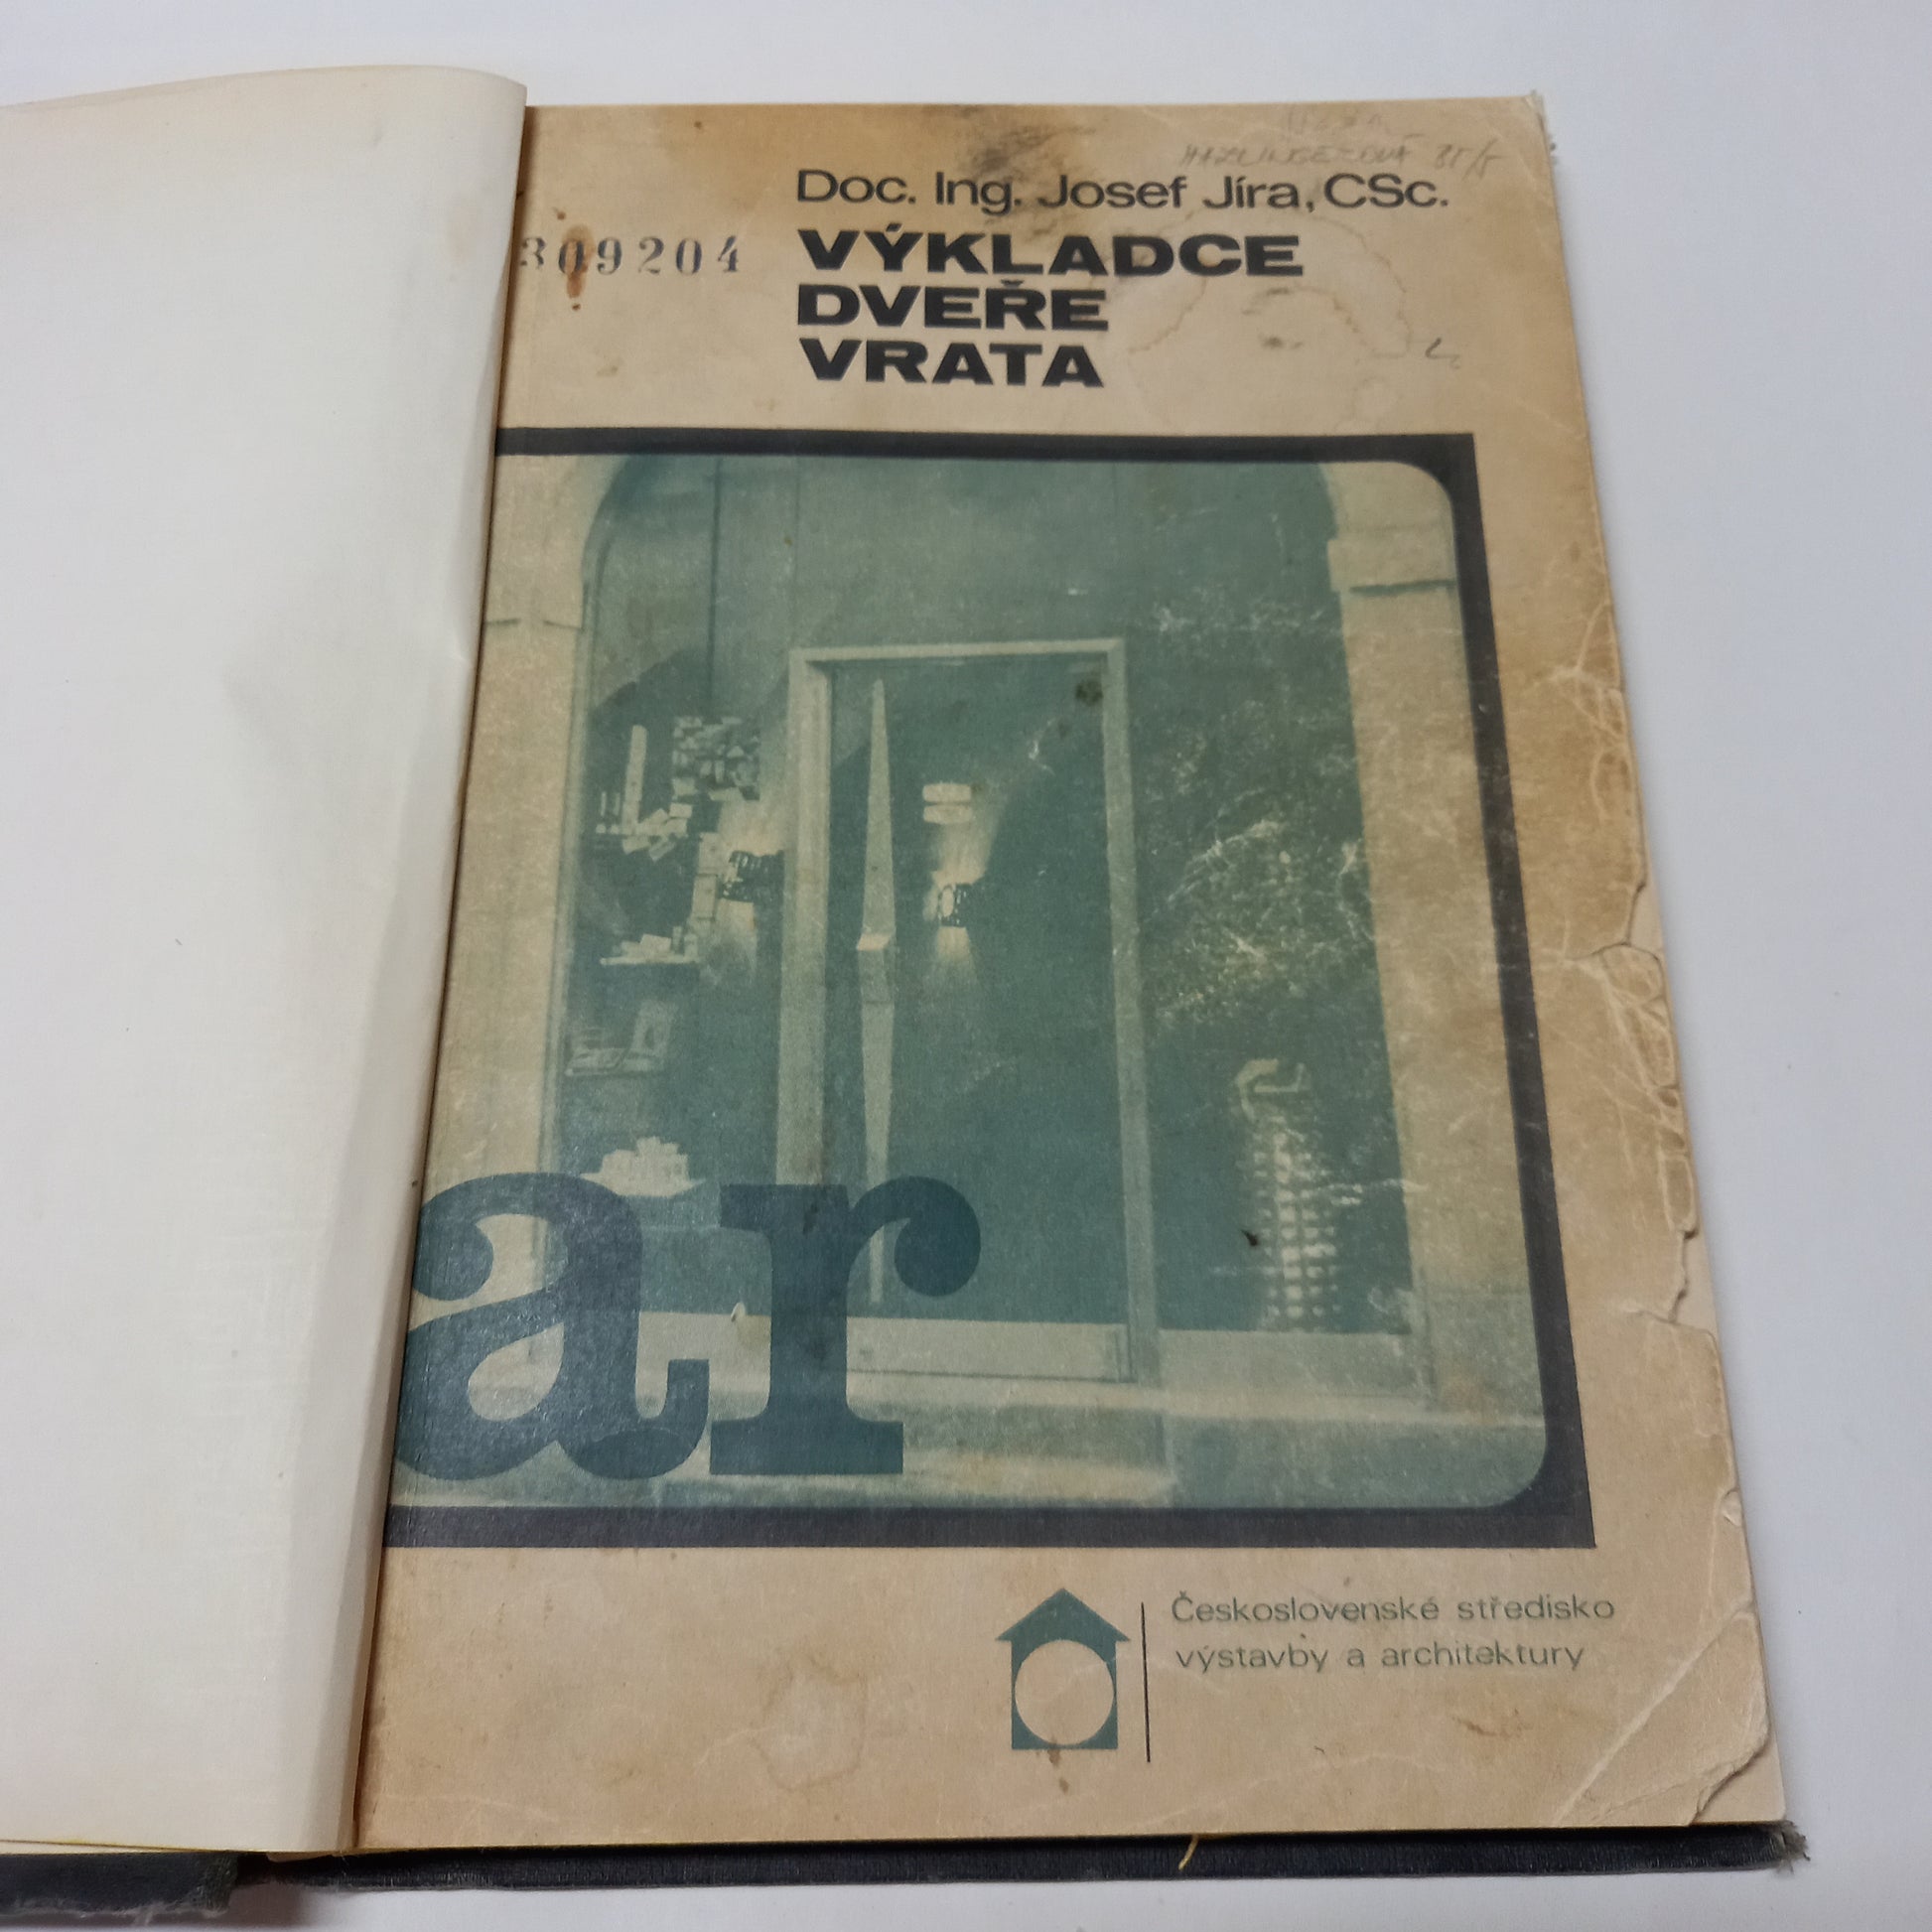 Doc. Ing. Josef Jíra, CSc.
309204
VÝKLADCE
DVEŘE
VRATA
ar
Československé středisko
výstavby a architektury